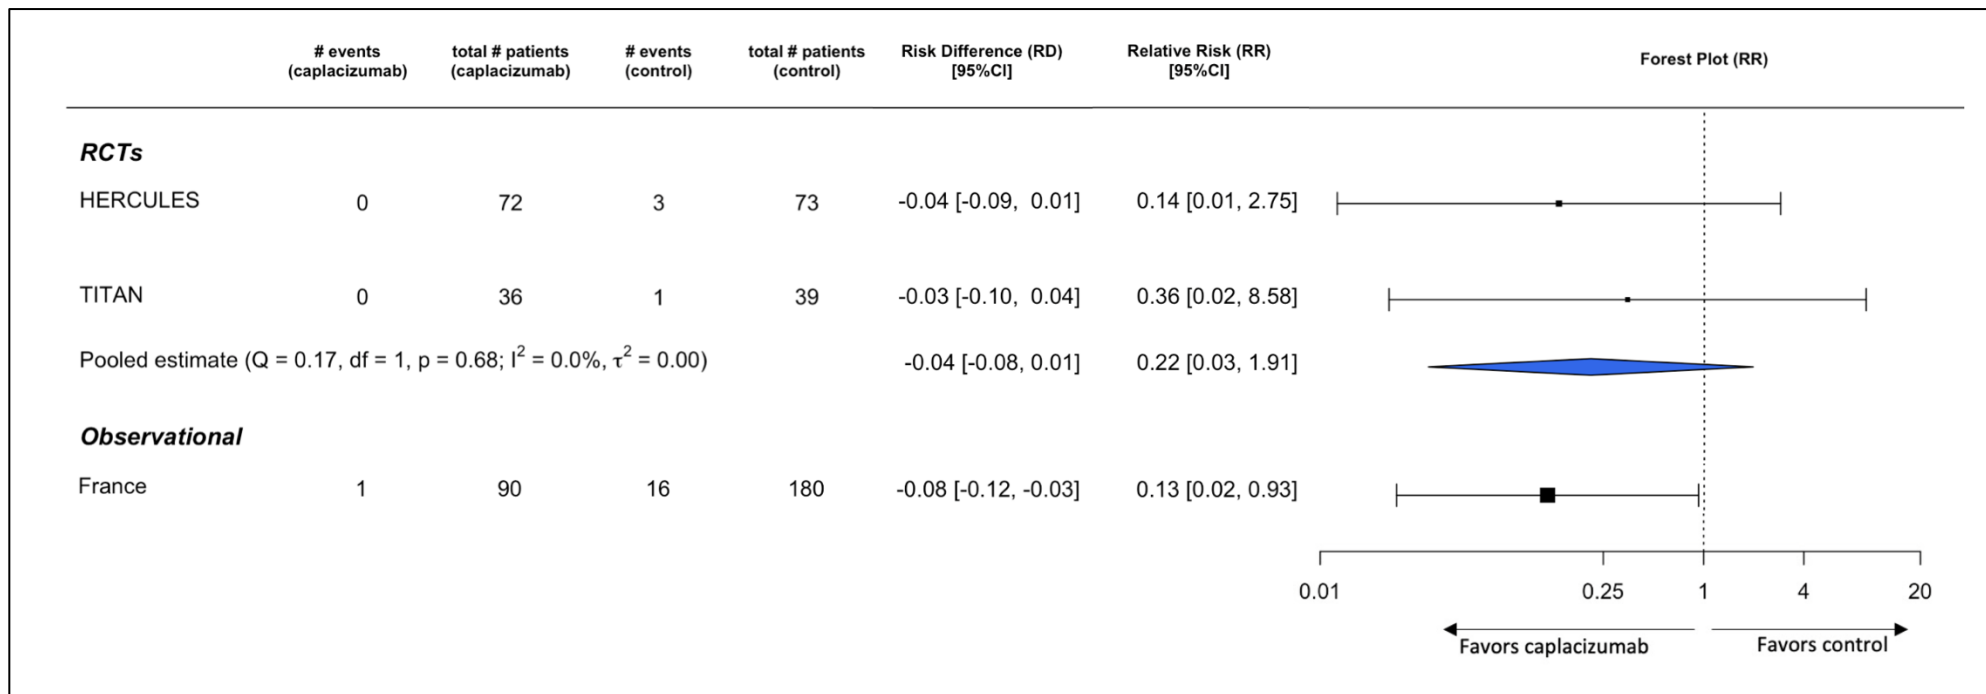 # events total # patients # events total # patients Risk Difference (RD) Relative Risk (RR) Forest Plot (RR)
(caplacizumab) (caplacizumab) (control) (control) [95%CI] [95%CI]
RCTs
HERCULES 0 72 3 73 -0.04 [-0.09, 0.01] 0.14 [0.01, 2.75]
TITAN 0 36 1 39 -0.03 [-0.10, 0.04] 0.36 [0.02, 8.58]
Pooled estimate (Q = 0.17, df = 1, p = 0.68; I² = 0.0%, τ² = 0.00) -0.04 [-0.08, 0.01] 0.22 [0.03, 1.91]
Observational
France 1 90 16 180 -0.08 [-0.12, -0.03] 0.13 [0.02, 0.93]
0.01 0.25 1 4 20
Favors caplacizumab Favors control